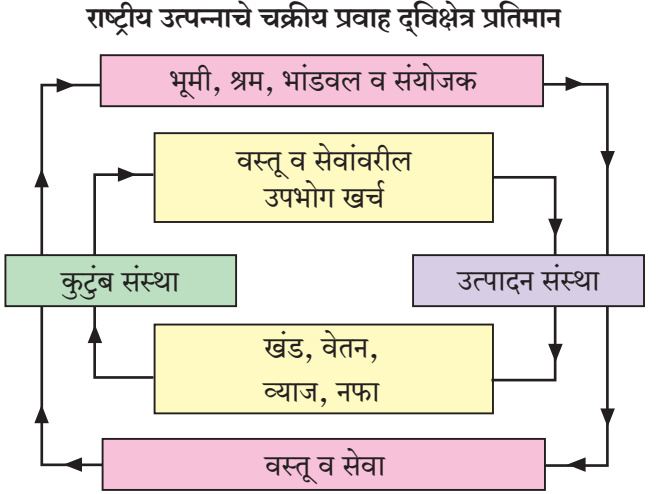 राष्ट्रीय उत्पन्नाचे चक्रीय प्रवाह द्‌विक्षेत्र प्रतिमान
भूमी, श्रम, भांडवल व संयोजक
वस्तू व सेवांवरील
उपभोग खर्च
कुटुंब संस्था
उत्पादन संस्था
खंड, वेतन,
व्याज, नफा
वस्तू व सेवा